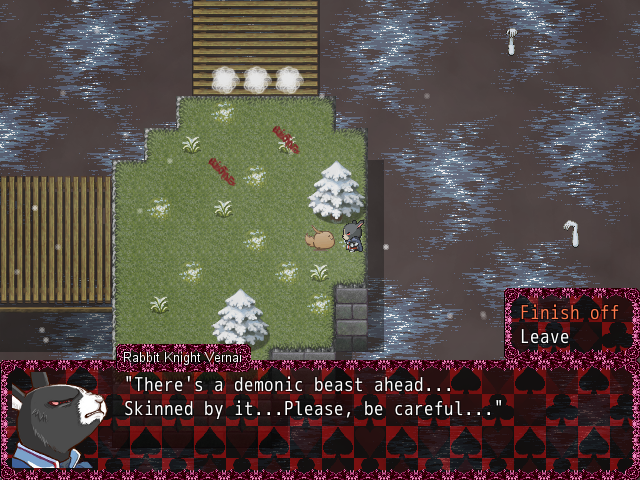 Finish off
Leave
Rabbit Knight Vernai
"There's a demonic beast ahead...
Skinned by it...Please, be careful..."